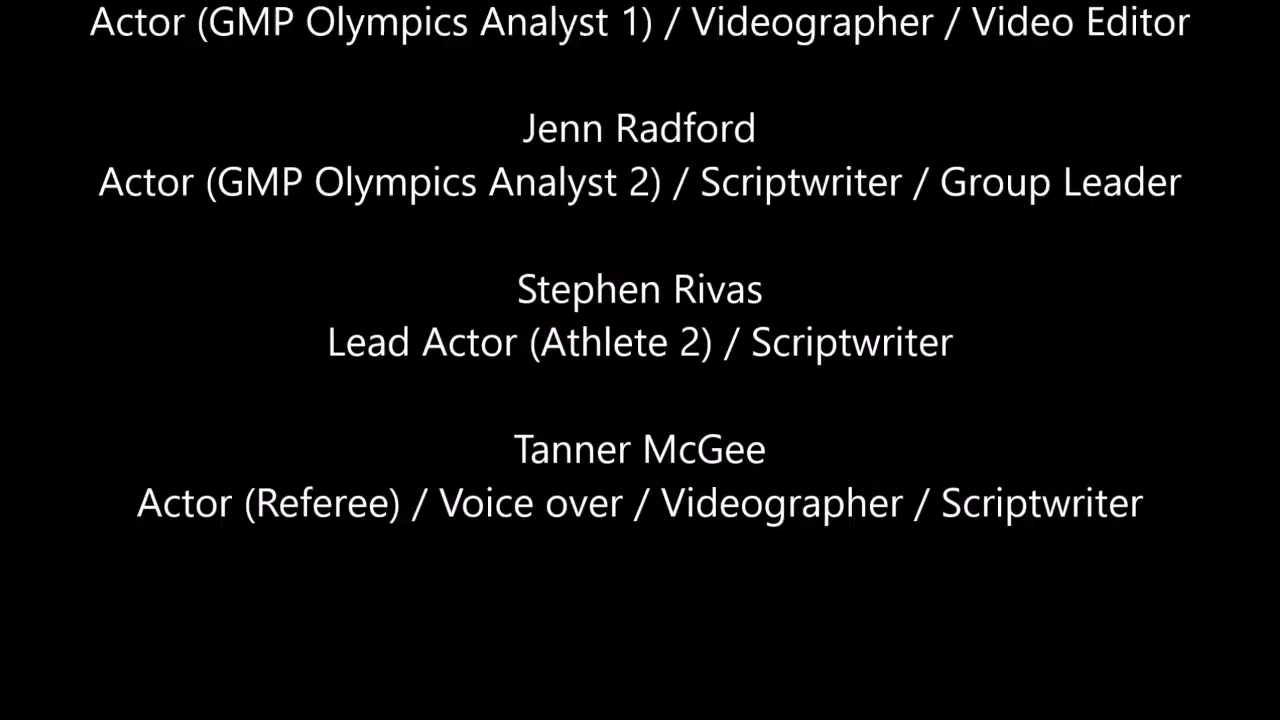 Actor (GMP Olympics Analyst 1) / Videographer / Video Editor
Jenn Radford
Actor (GMP Olympics Analyst 2) / Scriptwriter / Group Leader
Stephen Rivas
Lead Actor (Athlete 2) / Scriptwriter
Tanner McGee
Actor (Referee) / Voice over / Videographer / Scriptwriter